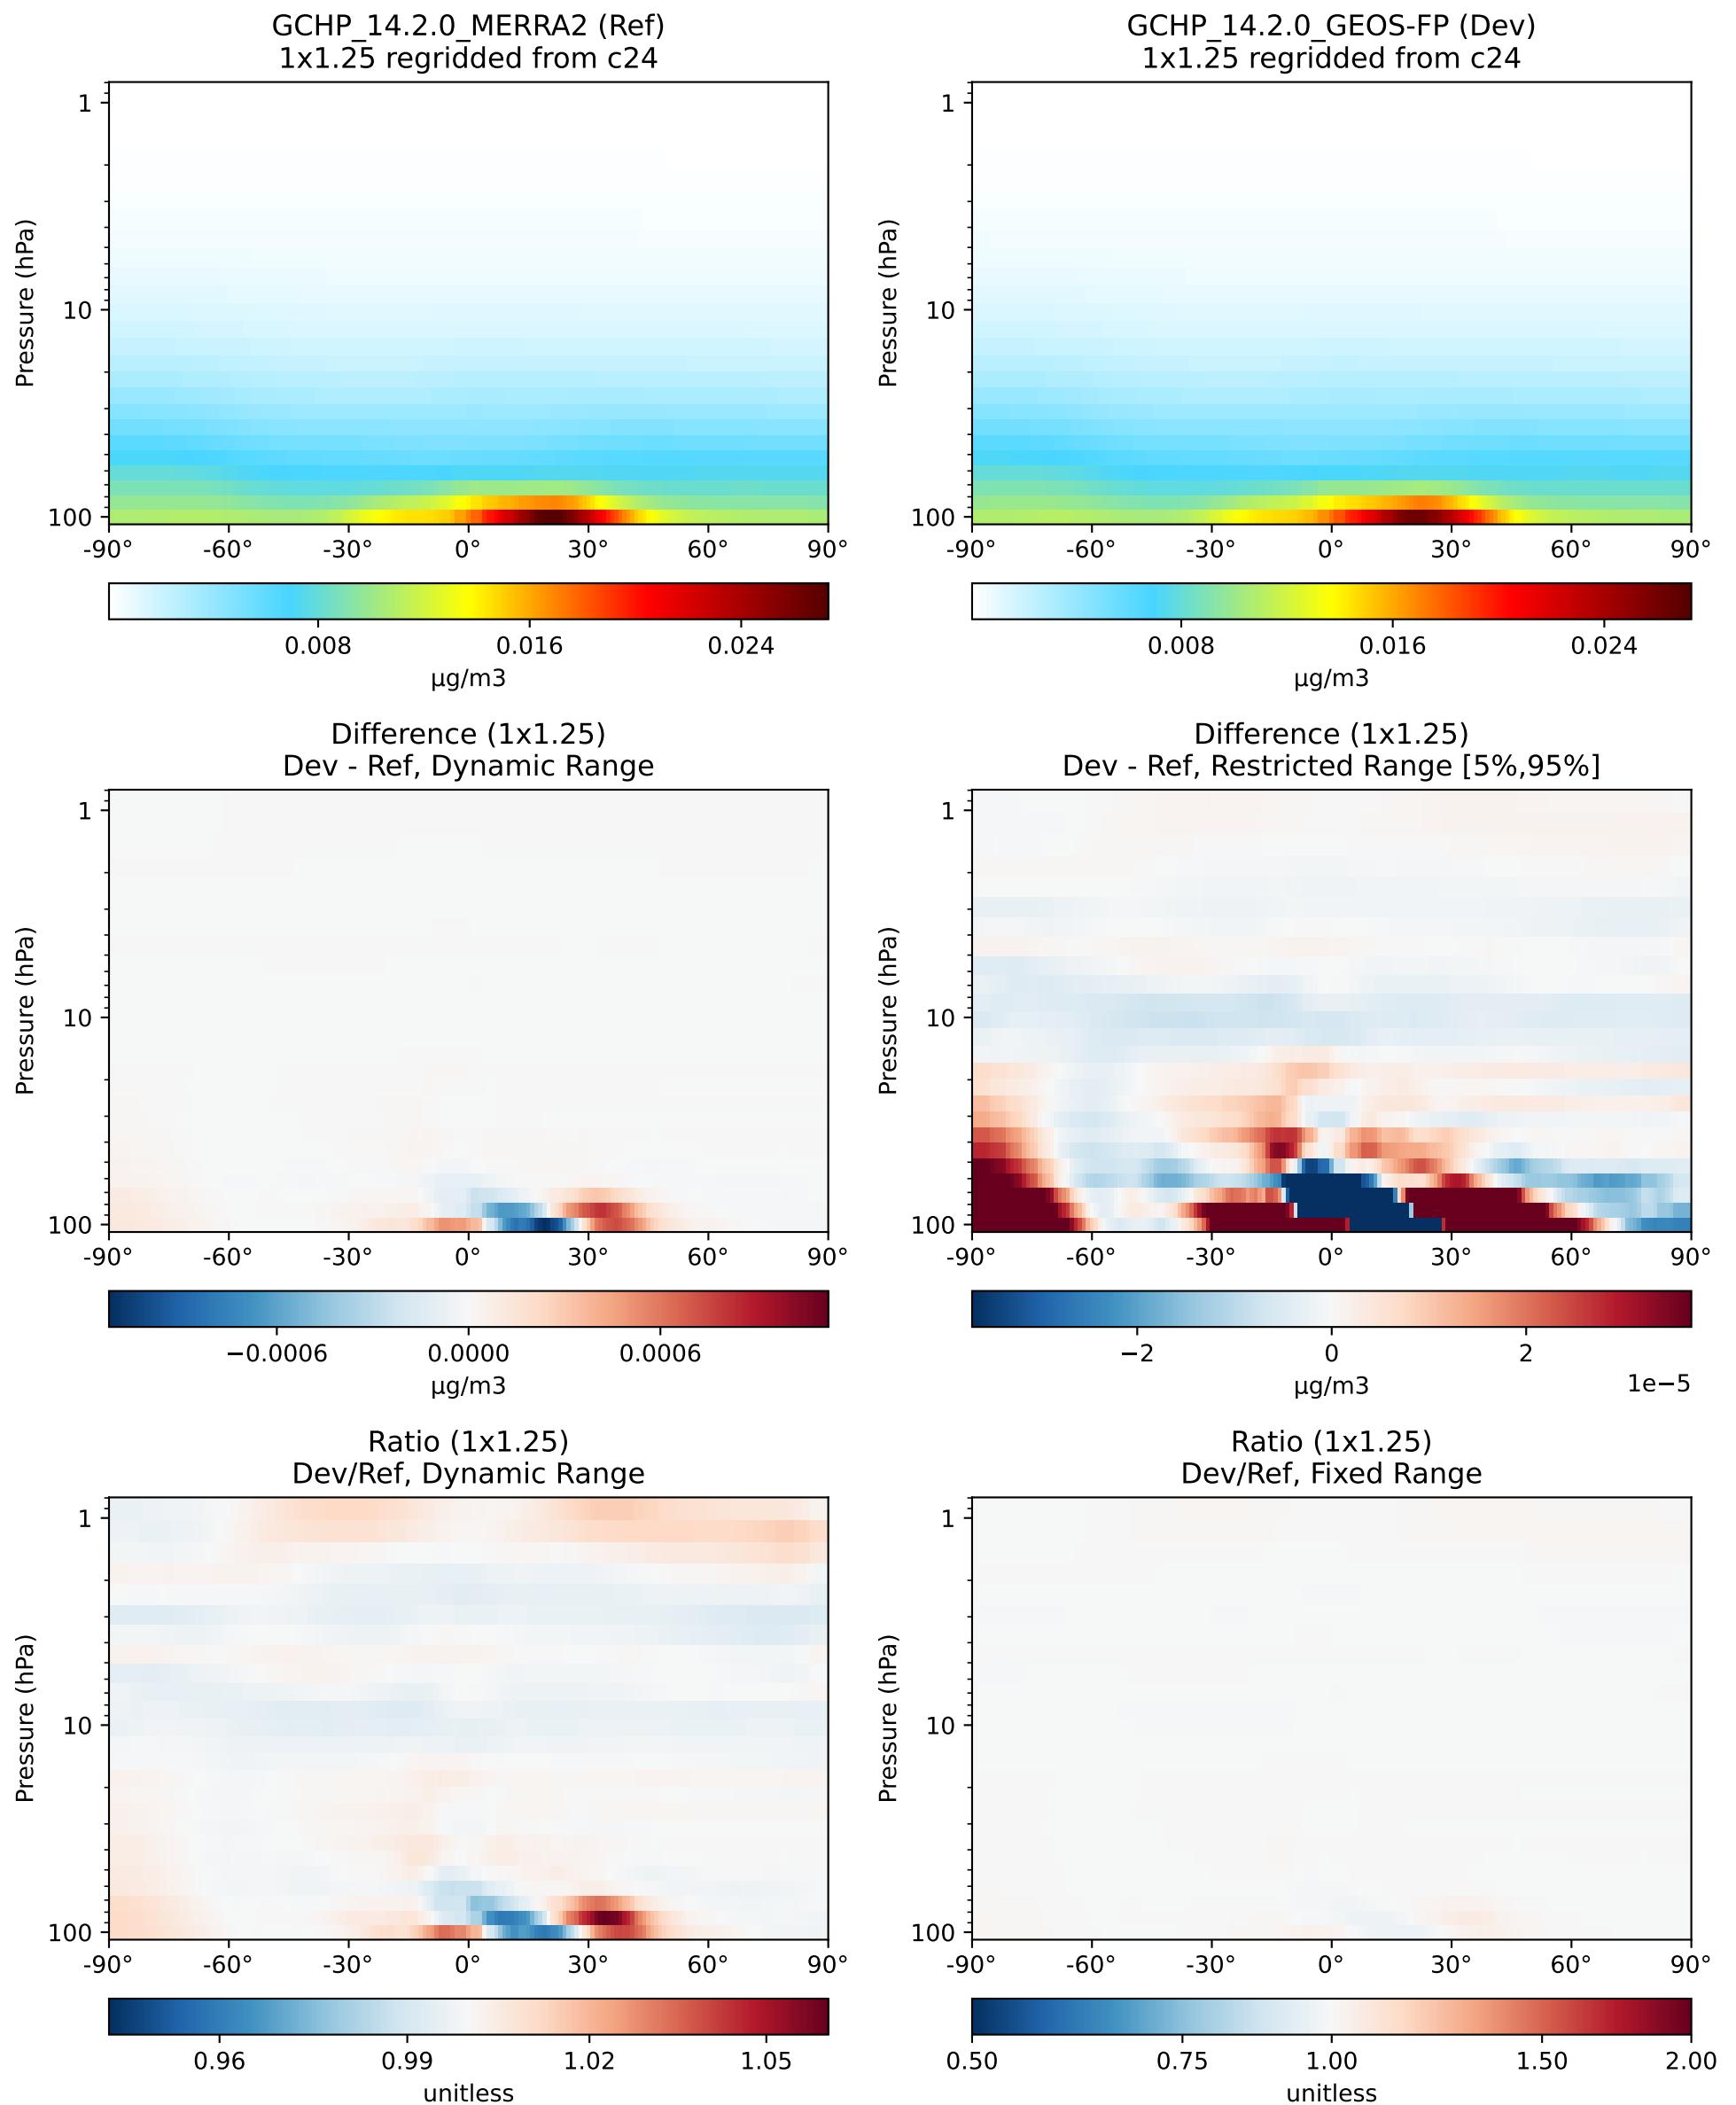 GCHP_14.2.0_MERRA2 (Ref)
1x1.25 regridded from c24
Pressure (hPa)
1
10
100
-90° -60° -30° 0° 30° 60° 90°
0.008 0.016 0.024
µg/m3
GCHP_14.2.0_GEOS-FP (Dev)
1x1.25 regridded from c24
Pressure (hPa)
1
10
100
-90° -60° -30° 0° 30° 60° 90°
0.008 0.016 0.024
µg/m3
Difference (1x1.25)
Dev - Ref, Dynamic Range
Pressure (hPa)
1
10
100
-90° -60° -30° 0° 30° 60° 90°
−0.0006 0.0000 0.0006
µg/m3
Difference (1x1.25)
Dev - Ref, Restricted Range [5%,95%]
Pressure (hPa)
1
10
100
-90° -60° -30° 0° 30° 60° 90°
−2 0 2
1e−5
µg/m3
Ratio (1x1.25)
Dev/Ref, Dynamic Range
Pressure (hPa)
1
10
100
-90° -60° -30° 0° 30° 60° 90°
0.96 0.99 1.02 1.05
unitless
Ratio (1x1.25)
Dev/Ref, Fixed Range
Pressure (hPa)
1
10
100
-90° -60° -30° 0° 30° 60° 90°
0.50 0.75 1.00 1.50 2.00
unitless